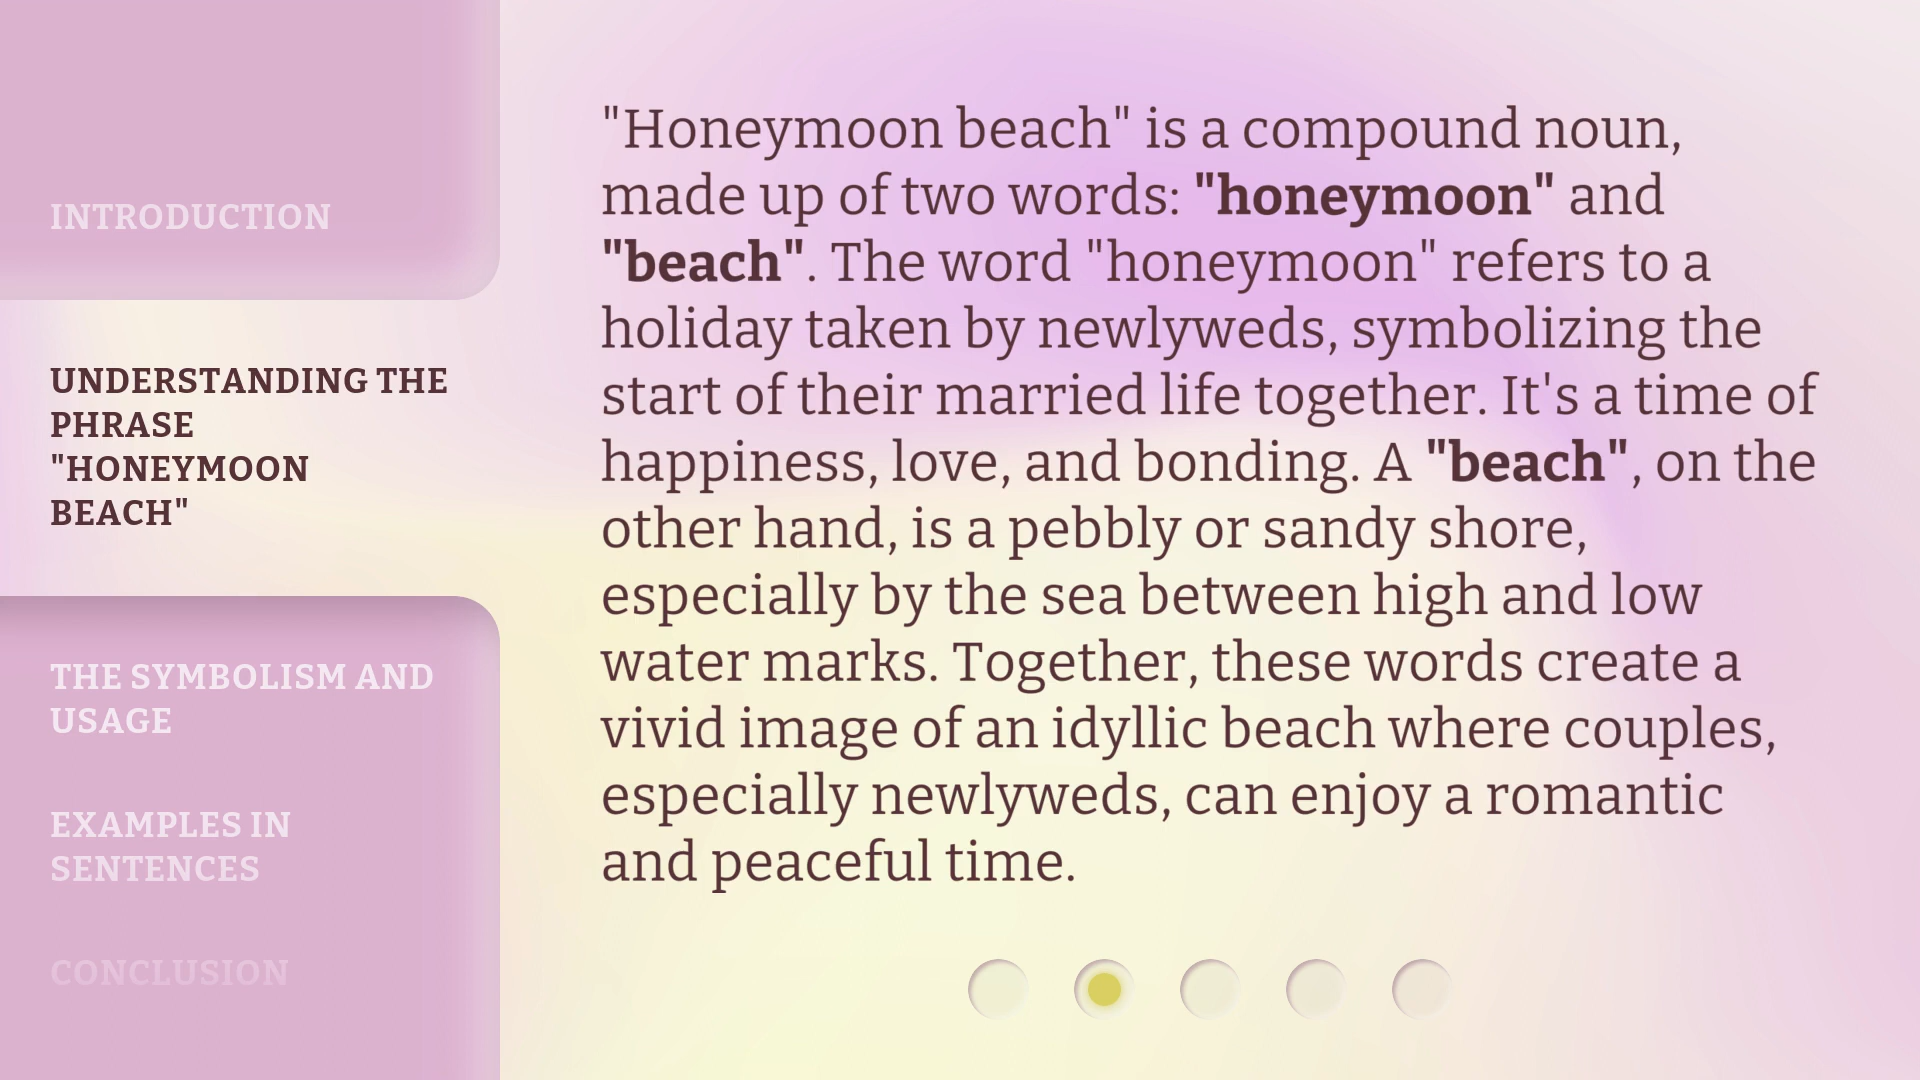 INTRODUCTION
UNDERSTANDING THE
PHRASE
"HONEYMOON
BEACH"
THE SYMBOLISM AND
USAGE
EXAMPLES IN
SENTENCES
CONCLUSION
"Honeymoon beach" is a compound noun,
made up of two words: "honeymoon" and
"beach". The word "honeymoon" refers to a
holiday taken by newlyweds, symbolizing the
start of their married life together. It's a time of
happiness, love, and bonding. A "beach", on the
other hand, is a pebbly or sandy shore,
especially by the sea between high and low
water marks. Together, these words create a
vivid image of an idyllic beach where couples,
especially newlyweds, can enjoy a romantic
and peaceful time.